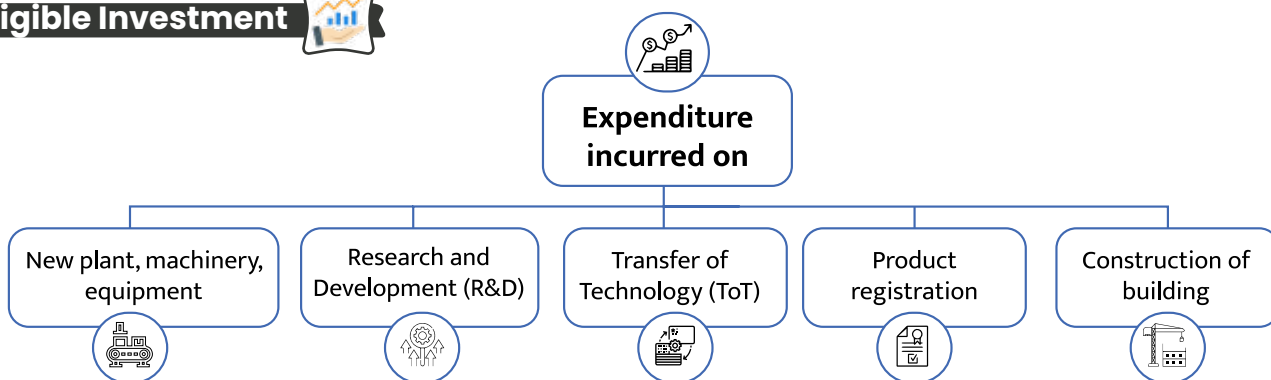 igible Investment
Expenditure
incurred on
New plant, machinery,
equipment
Research and
Development (R&D)
Transfer of
Technology (ToT)
Product
registration
Construction of
building